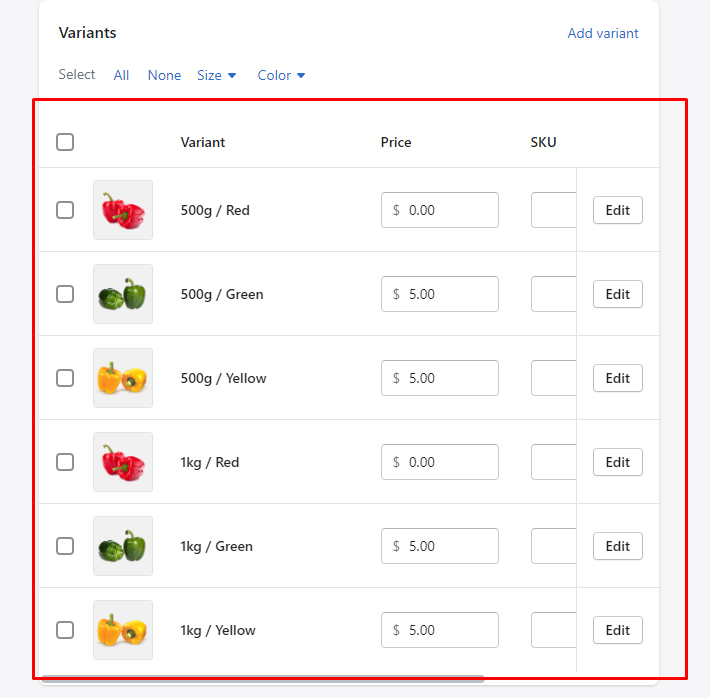 Variants Add variant
Select All None Size Color
Variant Price SKU
500g / Red $ 0.00 Edit
500g / Green $ 5.00 Edit
500g / Yellow $ 5.00 Edit
1kg / Red $ 0.00 Edit
1kg / Green $ 5.00 Edit
1kg / Yellow $ 5.00 Edit